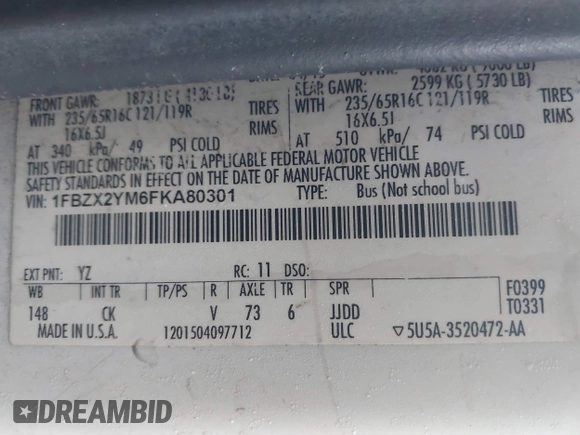 4082 KG (9000 LB)
FRONT GAWR: REAR GAWR:
2599 KG (5730 LB)
WITH 235/65R16C 121/119R TIRES WITH 235/65R16C 121/119R TIRES
16X6.5J RIMS 16X6.5J RIMS
AT 340 kPa/ 49 PSI COLD AT 510 kPa/ 74 PSI COLD
THIS VEHICLE CONFORMS TO ALL APPLICABLE FEDERAL MOTOR VEHICLE
SAFETY STANDARDS IN EFFECT ON THE DATE OF MANUFACTURE SHOWN ABOVE.
VIN: 1FBZX2YM6FKA80301 TYPE: Bus (Not school bus)
EXT PNT: YZ RC: 11 DSO:
WB INT TR TP/PS R AXLE TR SPR F0399
148 CK V 73 6 JJDD T0331
MADE IN U.S.A. 1201504097712 ULC ▽5U5A-3520472-AA
DREAMBID